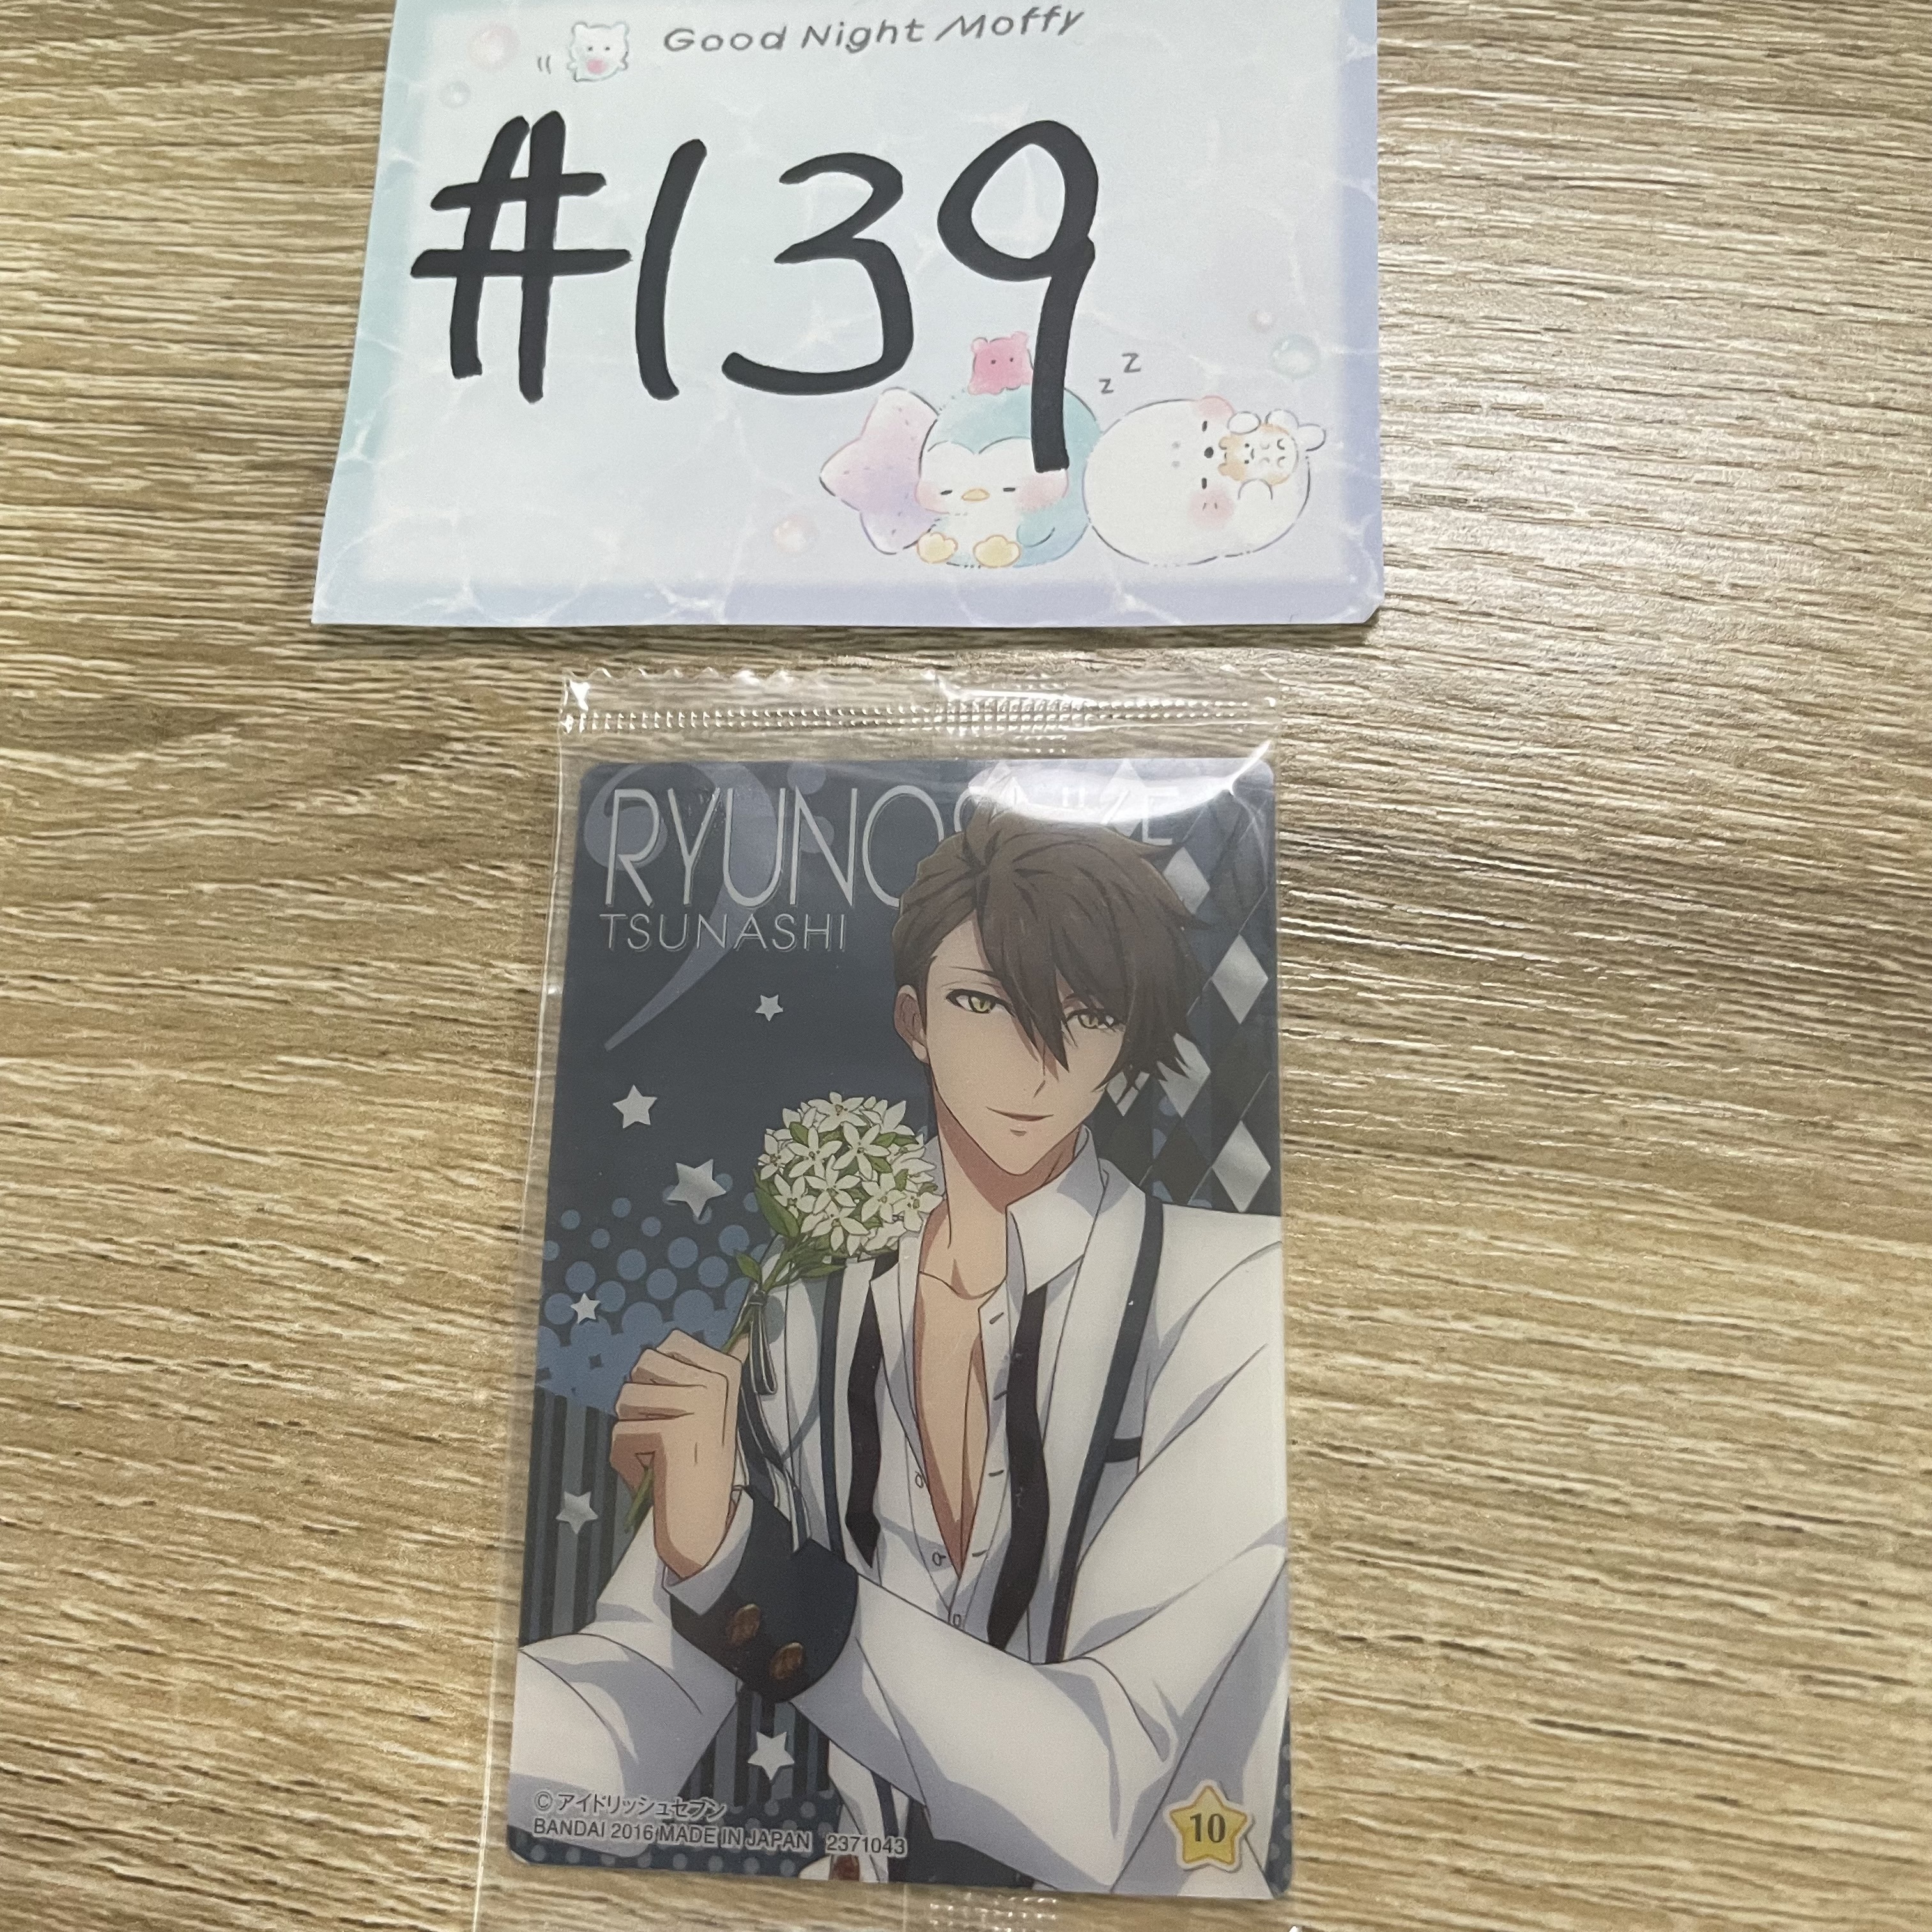 Good Night Moffy
#139
z z
RYUNOSUKE
TSUNASHI
© アイドリッシュセブン
BANDAI 2016 MADE IN JAPAN 2371043
10